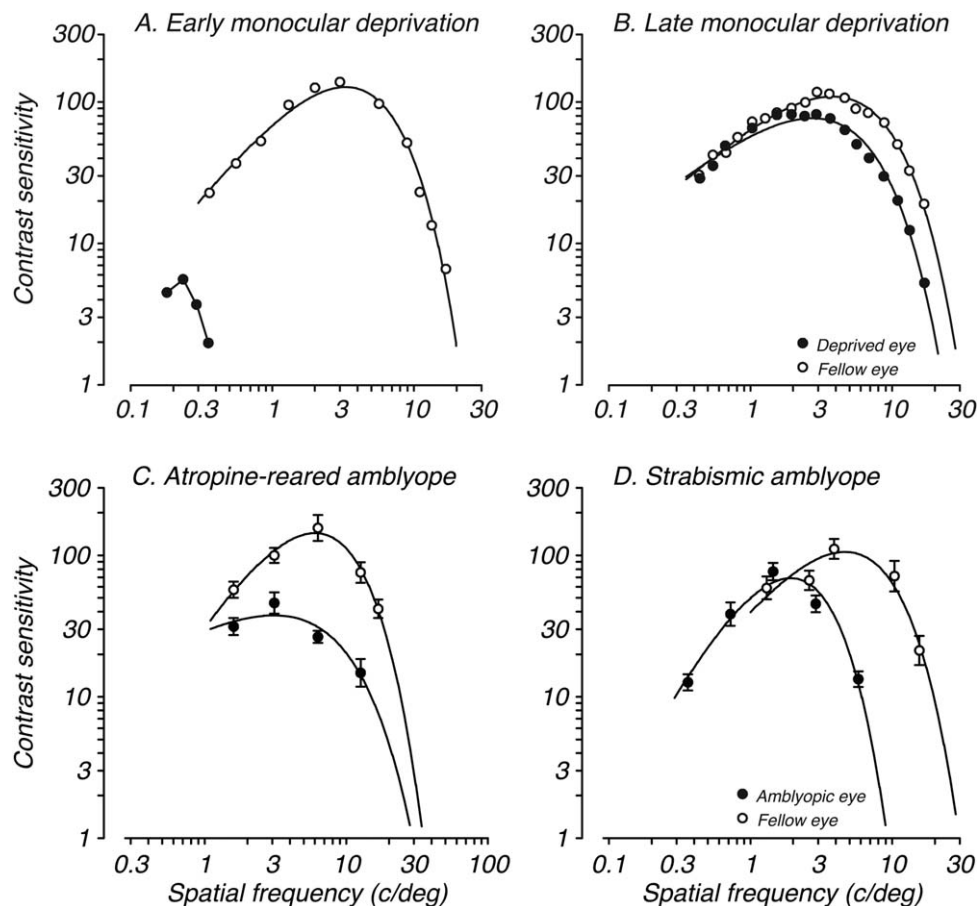 A. Early monocular deprivation
B. Late monocular deprivation
300
100
30
10
3
1
Contrast sensitivity
0.1 0.3 1 3 10 30
300
100
30
10
3
1
Deprived eye
Fellow eye
0.1 0.3 1 3 10 30
C. Atropine-reared amblyope
D. Strabismic amblyope
300
100
30
10
3
1
Contrast sensitivity
0.3 1 3 10 30 100
Spatial frequency (c/deg)
300
100
30
10
3
1
Amblyopic eye
Fellow eye
0.1 0.3 1 3 10 30
Spatial frequency (c/deg)